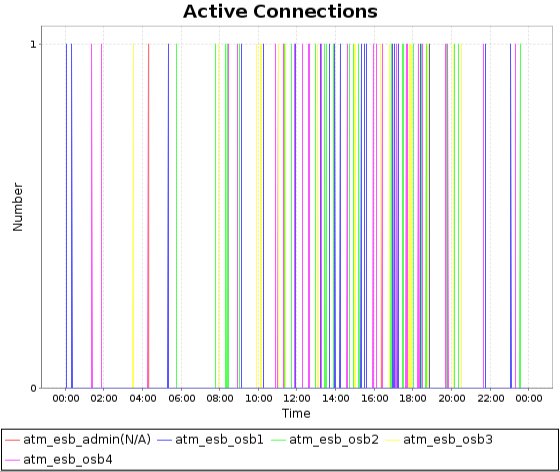 Active Connections
1
Number
0
00:00 02:00 04:00 06:00 08:00 10:00 12:00 14:00 16:00 18:00 20:00 22:00 00:00
Time
atm_esb_admin(N/A) atm_esb_osb1 atm_esb_osb2 atm_esb_osb3
atm_esb_osb4